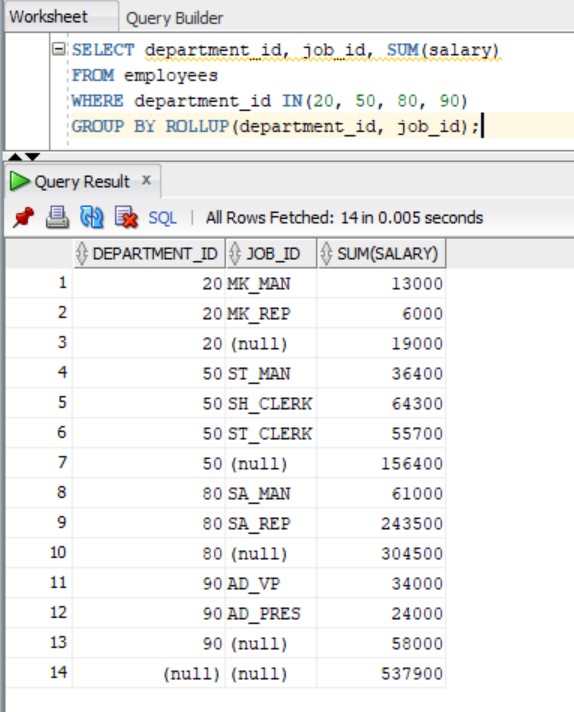 Worksheet Query Builder
SELECT department_id, job_id, SUM(salary)
FROM employees
WHERE department_id IN(20, 50, 80, 90)
GROUP BY ROLLUP(department_id, job_id);
Query Result x
SQL | All Rows Fetched: 14 in 0.005 seconds
DEPARTMENT_ID JOB_ID SUM(SALARY)
1 20 MK_MAN 13000
2 20 MK_REP 6000
3 20 (null) 19000
4 50 ST_MAN 36400
5 50 SH_CLERK 64300
6 50 ST_CLERK 55700
7 50 (null) 156400
8 80 SA_MAN 61000
9 80 SA_REP 243500
10 80 (null) 304500
11 90 AD_VP 34000
12 90 AD_PRES 24000
13 90 (null) 58000
14 (null) (null) 537900